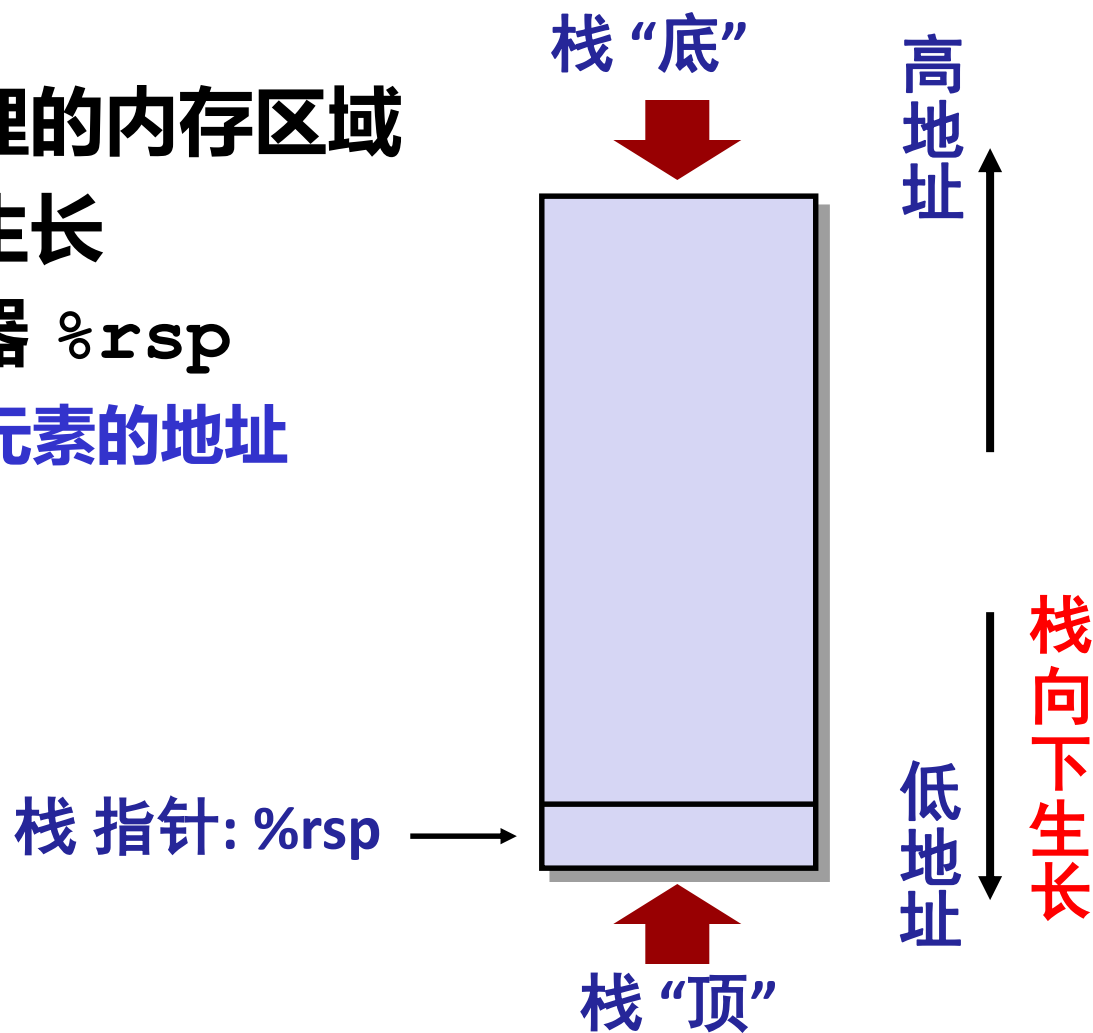 栈 “底”
理的内存区域
生长
器 %rsp
元素的地址
高地址
栈 指针: %rsp
低地址
栈向下生长
栈 “顶”